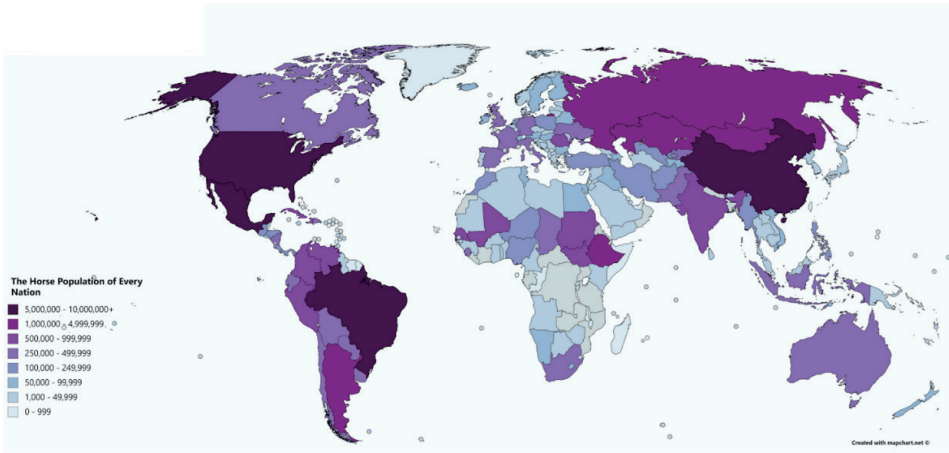 The Horse Population of Every
Nation
5,000,000 - 10,000,000+
1,000,000 - 4,999,999
500,000 - 999,999
250,000 - 499,999
100,000 - 249,999
50,000 - 99,999
1,000 - 49,999
0 - 999
Created with mapchart.net ©